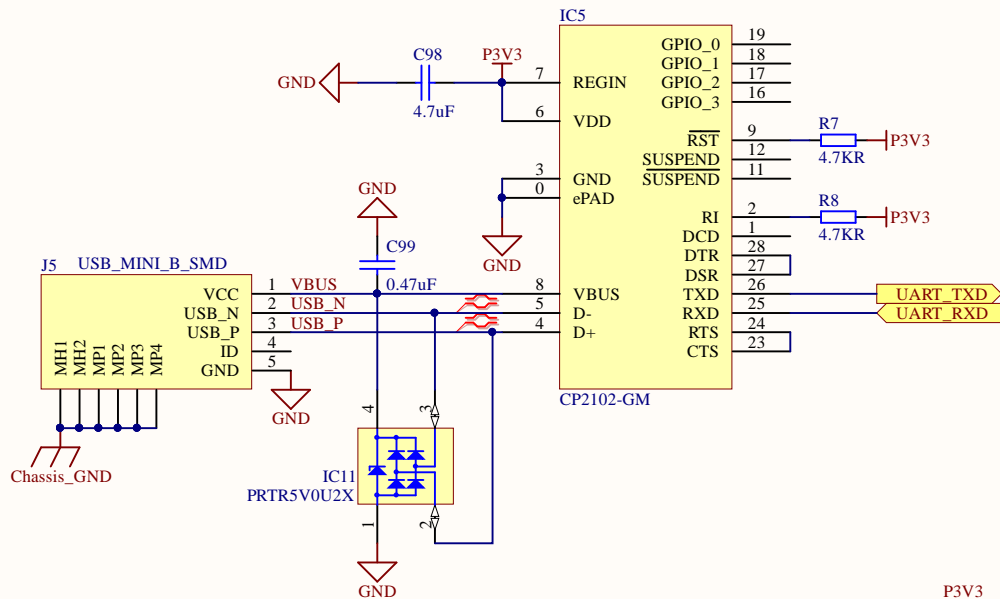 IC5
GPIO_0 19
GPIO_1 18
GPIO_2 17
GPIO_3 16
C98
P3V3
GND
4.7uF
7 REGIN
6 VDD
RST 9
R7
P3V3
4.7KR
SUSPEND 12
SUSPEND 11
3 GND
0 ePAD
GND
RI 2
R8
P3V3
4.7KR
DCD 1
DTR 28
DSR 27
GND
C99
0.47uF
J5 USB_MINI_B_SMD
VCC 1 VBUS
USB_N 2 USB_N
USB_P 3 USB_P
ID 4
GND 5
8 VBUS
5 D-
4 D+
TXD 26 UART_TXD
RXD 25 UART_RXD
RTS 24
CTS 23
CP2102-GM
MH1
MH2
MP1
MP2
MP3
MP4
GND
Chassis_GND
4
3
IC11
PRTR5V0U2X
1
2
GND
P3V3